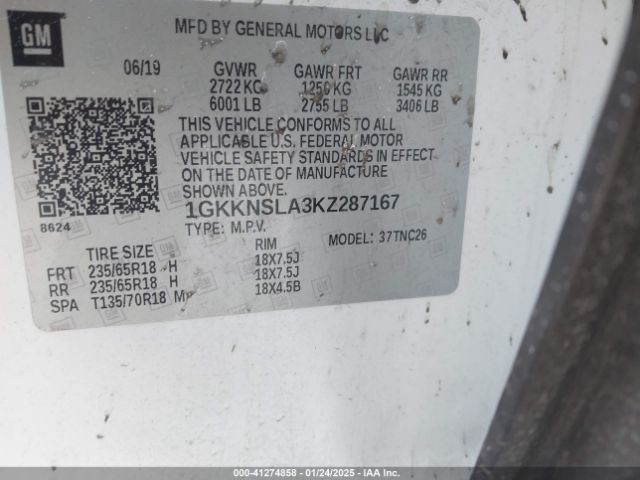 GM
MFD BY GENERAL MOTORS LLC
06/19 GVWR GAWR FRT GAWR RR
2722 KG 1250 KG 1545 KG
6001 LB 2755 LB 3406 LB
THIS VEHICLE CONFORMS TO ALL
APPLICABLE U.S. FEDERAL MOTOR
VEHICLE SAFETY STANDARDS IN EFFECT
ON THE DATE OF MANUFACTURE
SHOWN ABOVE.
1GKKNSLA3KZ287167
8624
TYPE: M.P.V. MODEL: 37TNC26
TIRE SIZE RIM
FRT 235/65R18 H 18X7.5J
RR 235/65R18 H 18X7.5J
SPA T135/70R18 M 18X4.5B
000-41274858 - 01/24/2025 - IAA Inc.